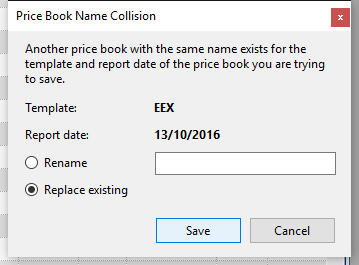 Price Book Name Collision
x
Another price book with the same name exists for the
template and report date of the price book you are trying
to save.
Template: EEX
Report date: 13/10/2016
Rename
Replace existing
Save Cancel